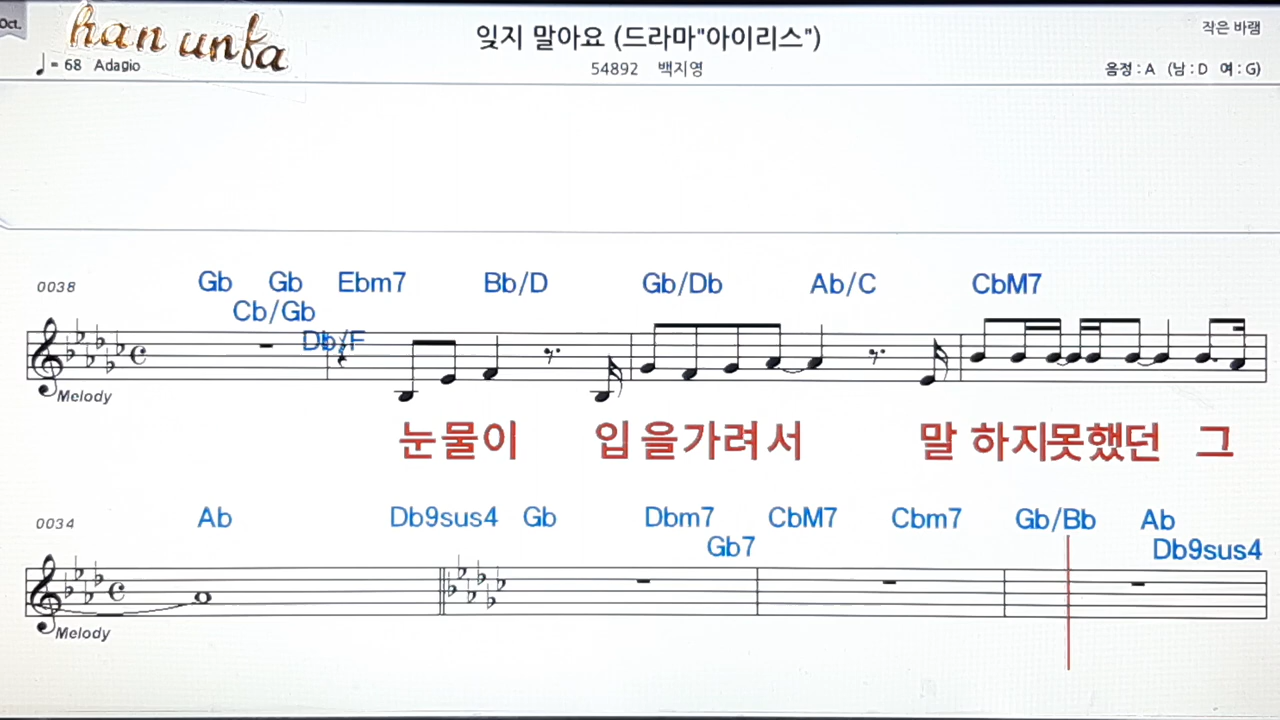 Oct.
han unfa
잊지 말아요 (드라마"아이리스")
작은 바램
♩= 68 Adagio
54892 백지영
음정 : A (남 : D 여 : G)
0038
Gb Gb Ebm7 Bb/D Gb/Db Ab/C CbM7
Cb/Gb
Db/F
Melody
눈물이 입 을가려서 말 하지못했던 그
0034
Ab Db9sus4 Gb Dbm7 CbM7 Cbm7 Gb/Bb Ab
Gb7 Db9sus4
Melody